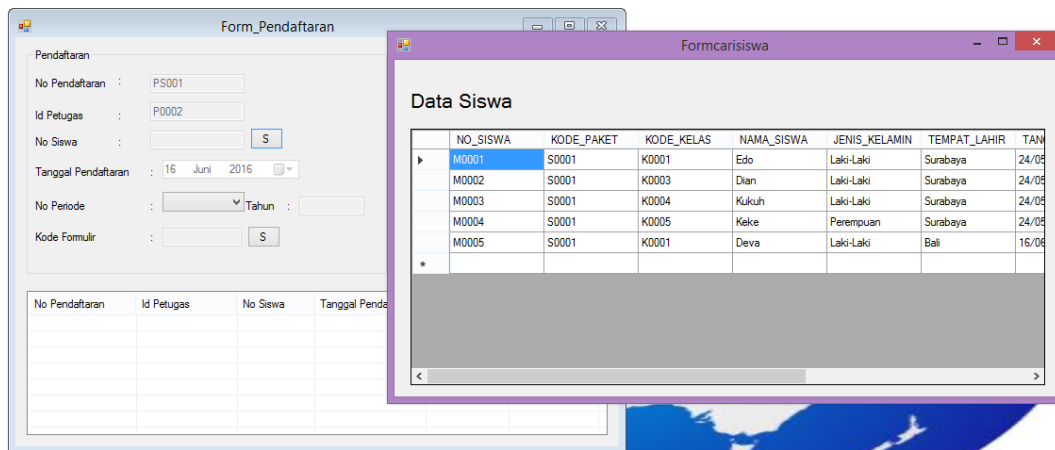 Form_Pendaftaran
Pendaftaran
No Pendaftaran : PS001
Id Petugas : P0002
No Siswa : S
Tanggal Pendaftaran : 16 Juni 2016
No Periode : Tahun :
Kode Formulir : S
No Pendaftaran Id Petugas No Siswa Tanggal Penda
Formcarisiswa
Data Siswa
NO_SISWA KODE_PAKET KODE_KELAS NAMA_SISWA JENIS_KELAMIN TEMPAT_LAHIR TAN
M0001 S0001 K0001 Edo Laki-Laki Surabaya 24/05
M0002 S0001 K0003 Dian Laki-Laki Surabaya 24/05
M0003 S0001 K0004 Kukuh Laki-Laki Surabaya 24/05
M0004 S0001 K0005 Keke Perempuan Surabaya 24/05
M0005 S0001 K0001 Deva Laki-Laki Bali 16/06